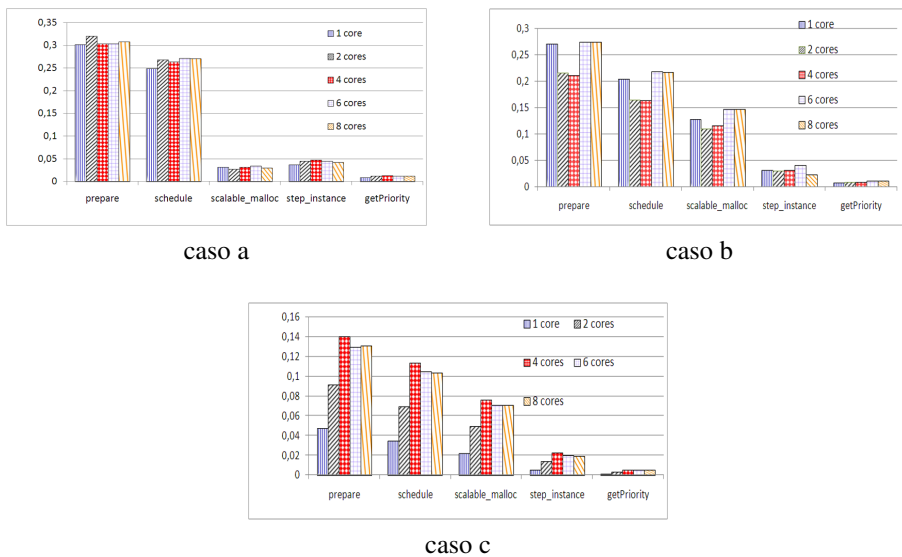 0,35
0,3
0,25
0,2
0,15
0,1
0,05
0
prepare schedule scalable_malloc step_instance getPriority
1 core
2 cores
4 cores
6 cores
8 cores
caso a
0,3
0,25
0,2
0,15
0,1
0,05
0
prepare schedule scalable_malloc step_instance getPriority
1 core
2 cores
4 cores
6 cores
8 cores
caso b
0,16
0,14
0,12
0,1
0,08
0,06
0,04
0,02
0
prepare schedule scalable_malloc step_instance getPriority
1 core 2 cores
4 cores 6 cores
8 cores
caso c